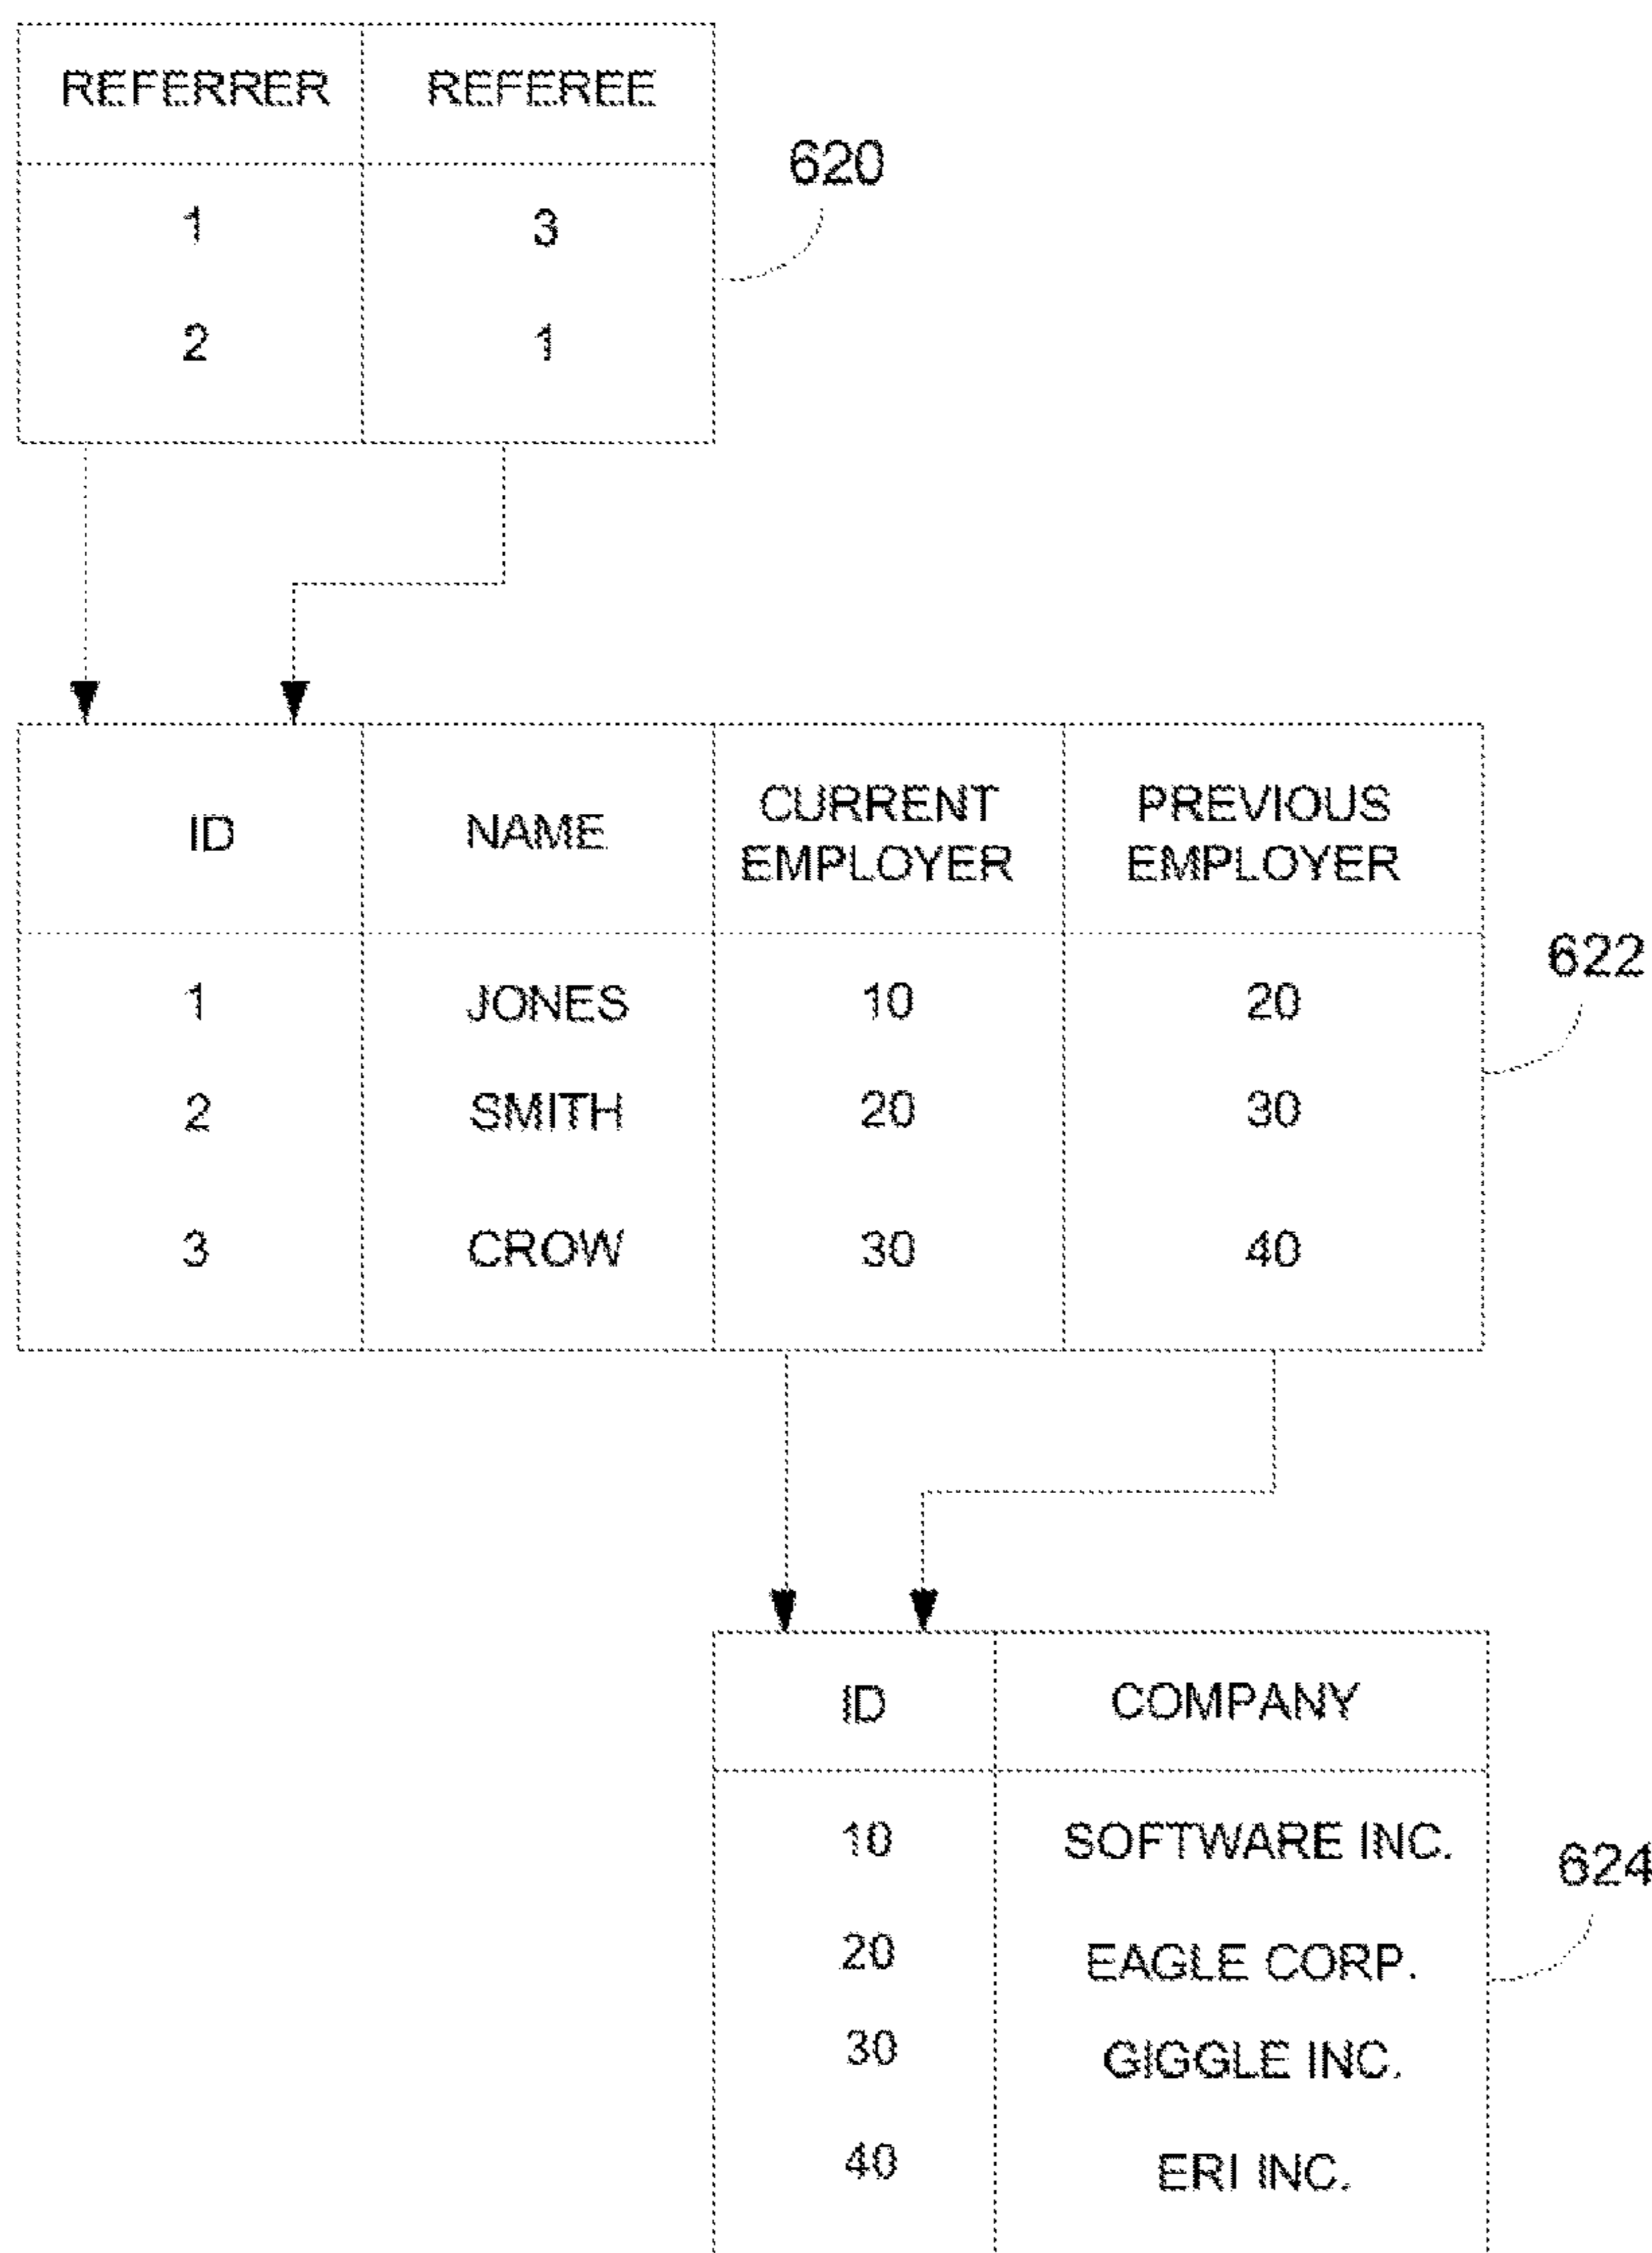 REFERRER REFEREE
620
1 3
2 1
ID NAME CURRENT EMPLOYER PREVIOUS EMPLOYER
622
1 JONES 10 20
2 SMITH 20 30
3 CROW 30 40
ID COMPANY
10 SOFTWARE INC.
624
20 EAGLE CORP.
30 GIGGLE INC.
40 ERI INC.